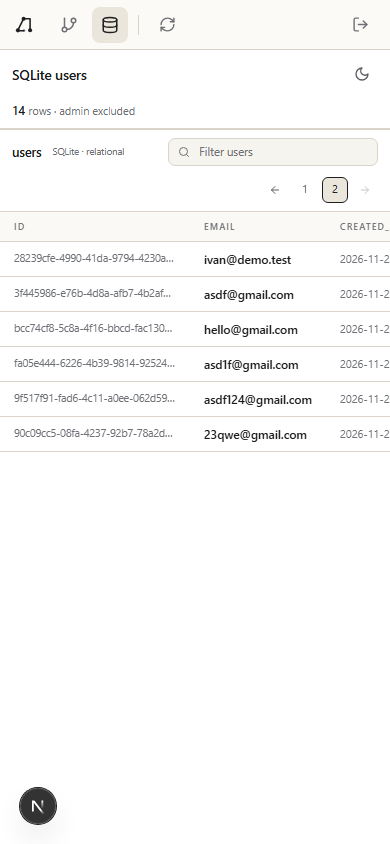 SQLite users
14 rows · admin excluded
users SQLite · relational Filter users
1 2
ID EMAIL CREATED_
28239cfe-4990-41da-9794-4230a... ivan@demo.test 2026-11-2
3f445986-e76b-4d8a-afb7-4b2af... asdf@gmail.com 2026-11-2
bcc74cf8-5c8a-4f16-bbcd-fac130... hello@gmail.com 2026-11-2
fa05e444-6226-4b39-9814-92524... asd1f@gmail.com 2026-11-2
9f517f91-fad6-4c11-a0ee-062d59... asdf124@gmail.com 2026-11-2
90c09cc5-08fa-4237-92b7-78a2d... 23qwe@gmail.com 2026-11-2
N